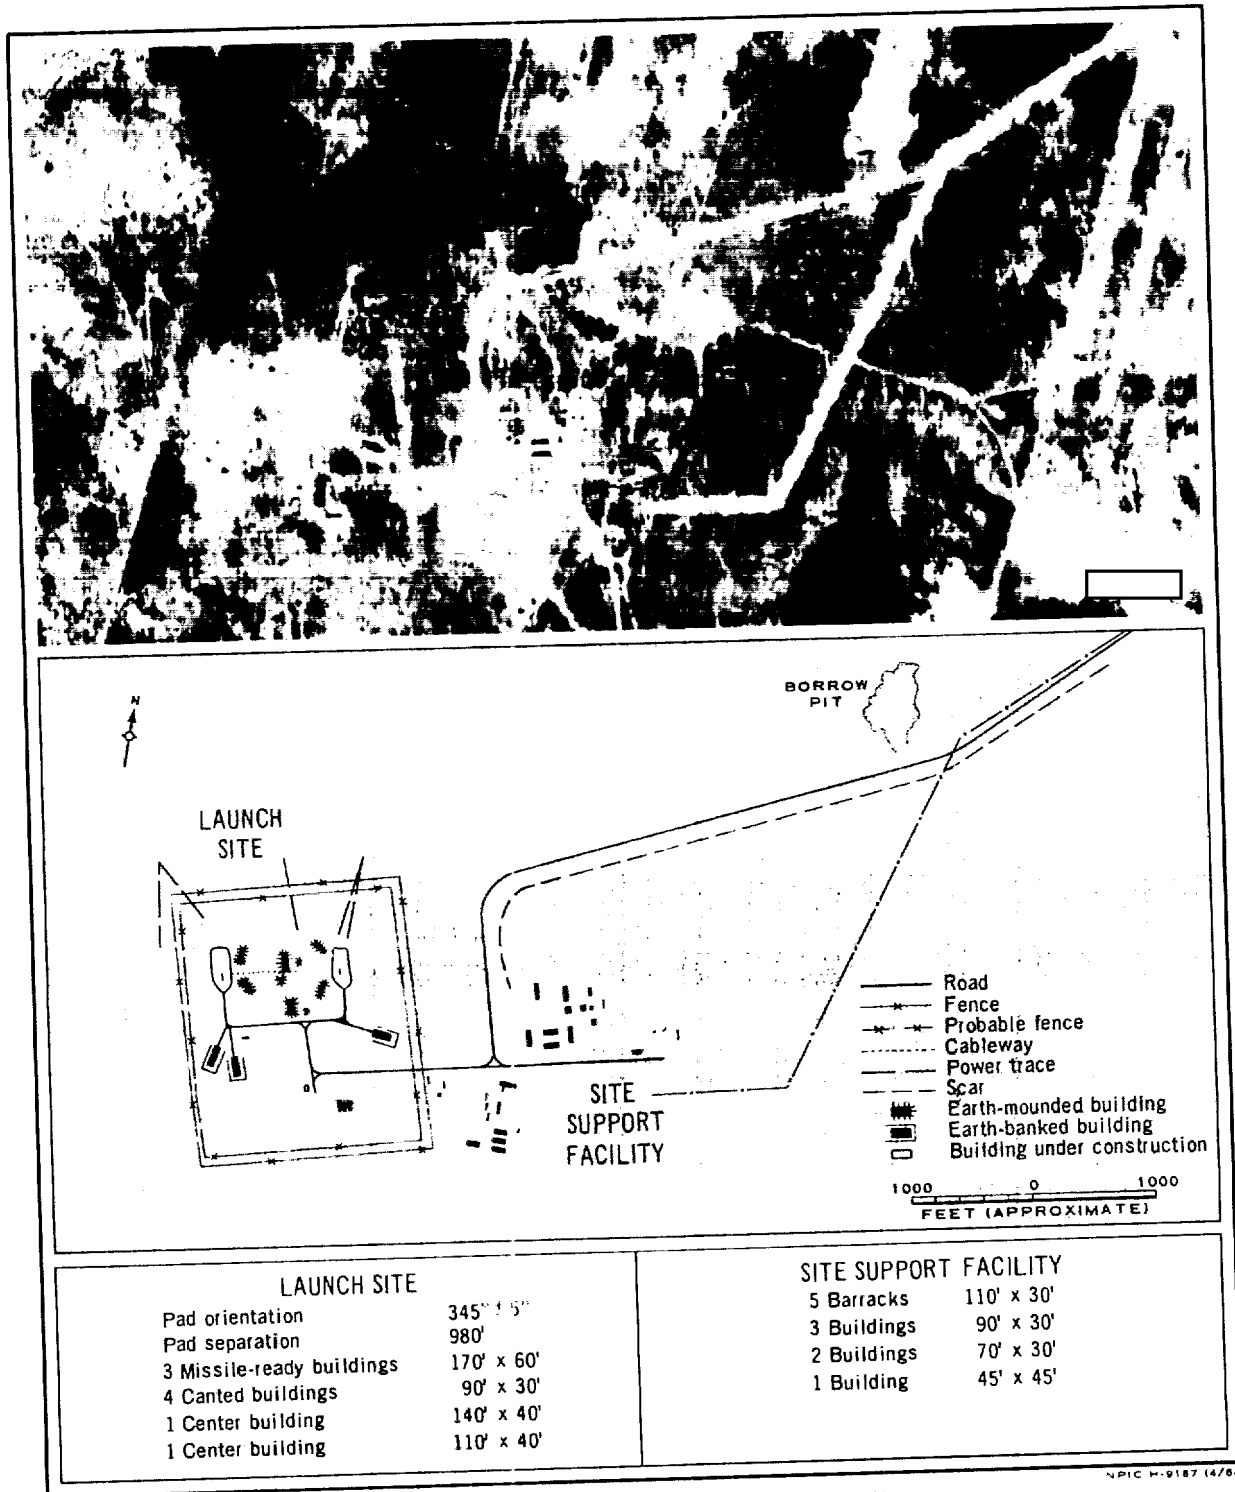 N
BORROW
PIT
LAUNCH
SITE
SITE
SUPPORT
FACILITY
Road
Fence
Probable fence
Cableway
Power trace
Scar
Earth-mounded building
Earth-banked building
Building under construction
1000 0 1000
FEET (APPROXIMATE)
LAUNCH SITE
Pad orientation 345°
Pad separation 980'
3 Missile-ready buildings 170' x 60'
4 Canted buildings 90' x 30'
1 Center building 140' x 40'
1 Center building 110' x 40'
SITE SUPPORT FACILITY
5 Barracks 110' x 30'
3 Buildings 90' x 30'
2 Buildings 70' x 30'
1 Building 45' x 45'
NPIC H-9187